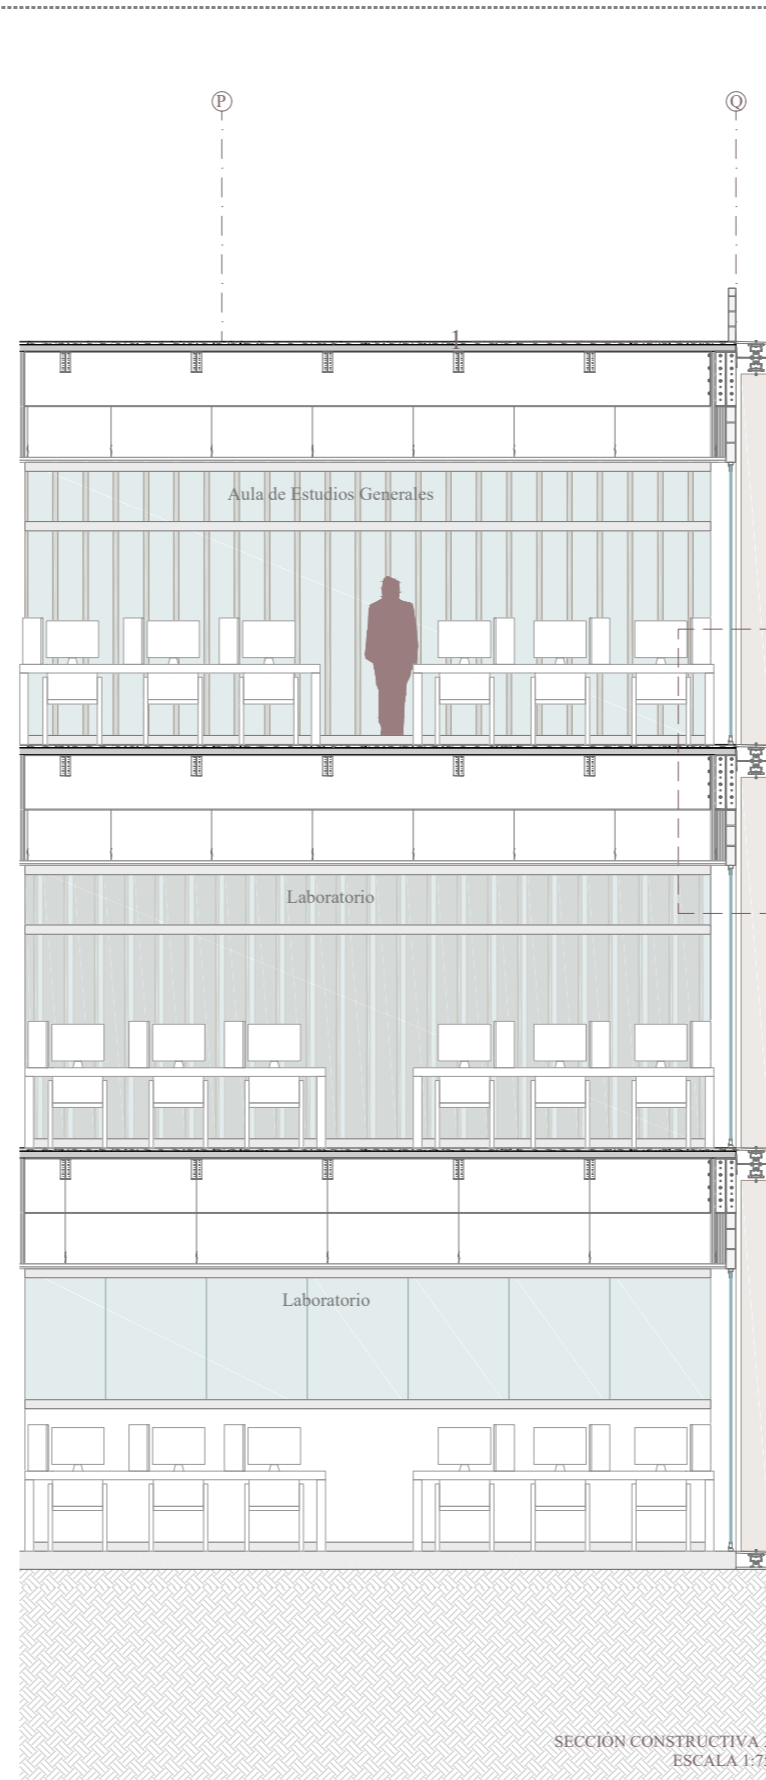 P
Q
1
Aula de Estudios Generales
Laboratorio
Laboratorio
SECCIÓN CONSTRUCTIVA
ESCALA